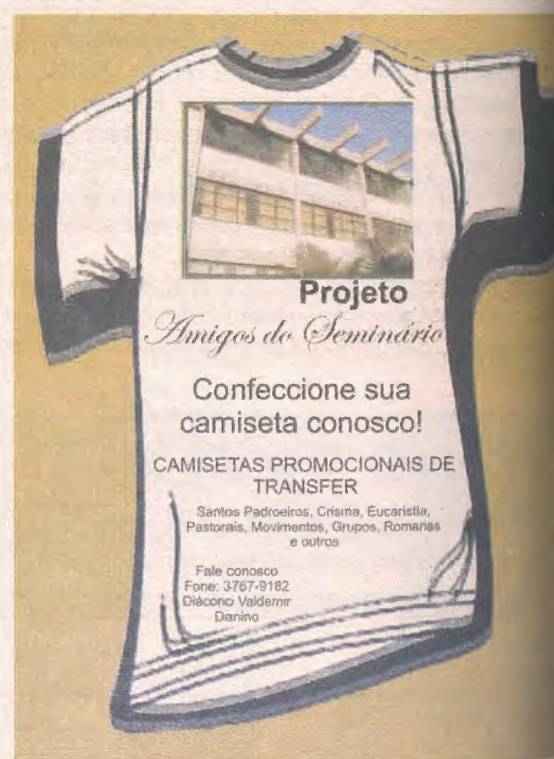 Projeto
Amigos do Seminário
Confeccione sua
camiseta conosco!
CAMISETAS PROMOCIONAIS DE
TRANSFER
Santos Padroeiros, Crisma, Eucaristia,
Pastorais, Movimentos, Grupos, Romarias
e outros
Fale conosco
Fone: 3767-9182
Diácono Valdemir
Danino